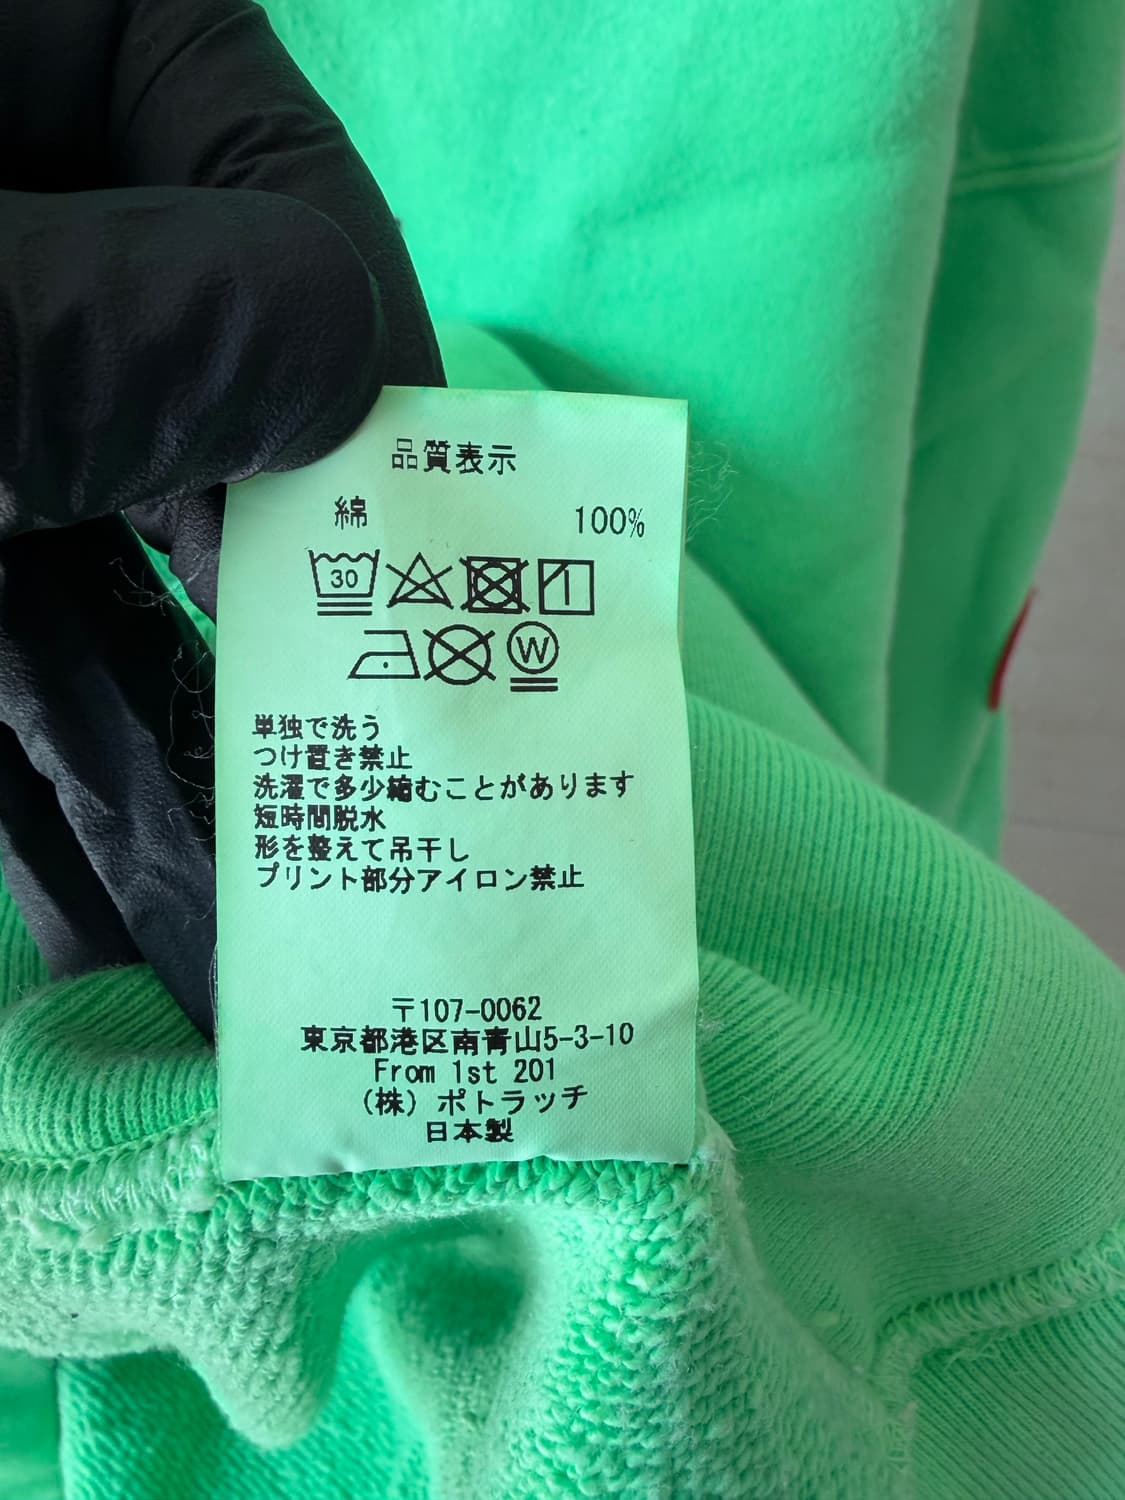 品質表示
綿 100%
30
W
単独で洗う
つけ置き禁止
洗濯で多少縮むことがあります
短時間脱水
形を整えて吊干し
プリント部分アイロン禁止
〒107-0062
東京都港区南青山5-3-10
From 1st 201
(株) ポトラッチ
日本製